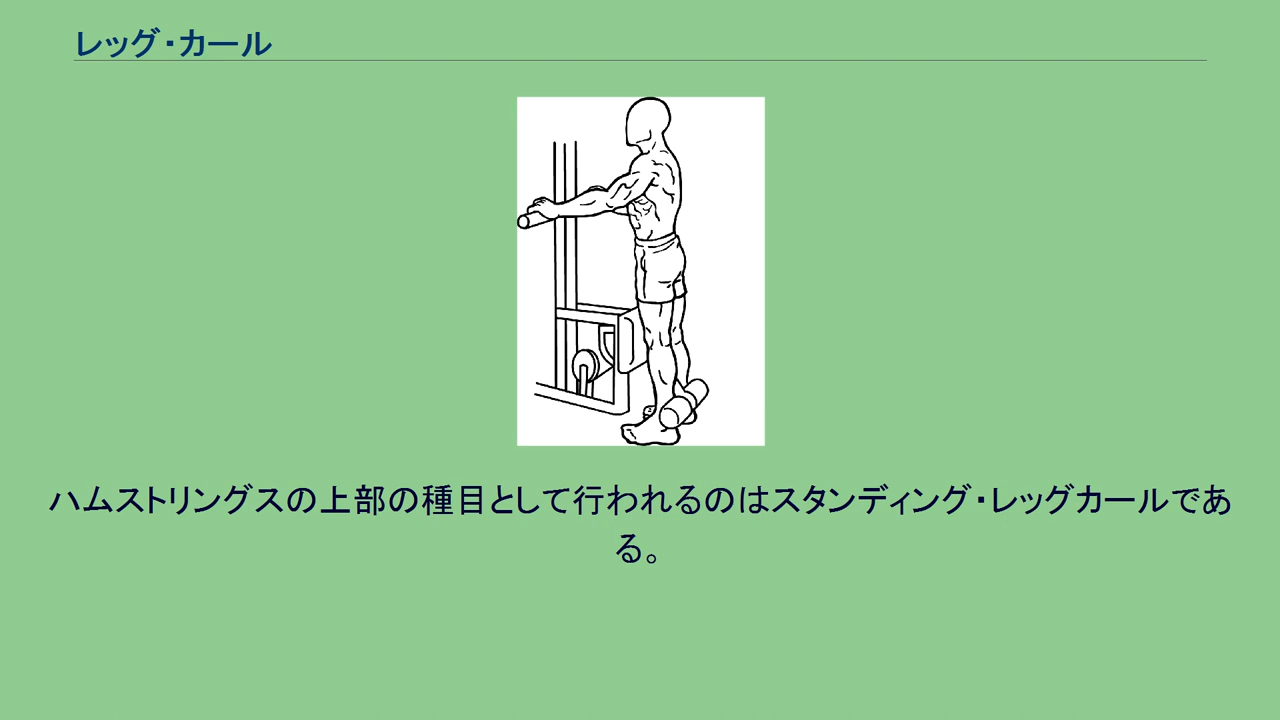 レッグ・カール
ハムストリングスの上部の種目として行われるのはスタンディング・レッグカールであ
る。